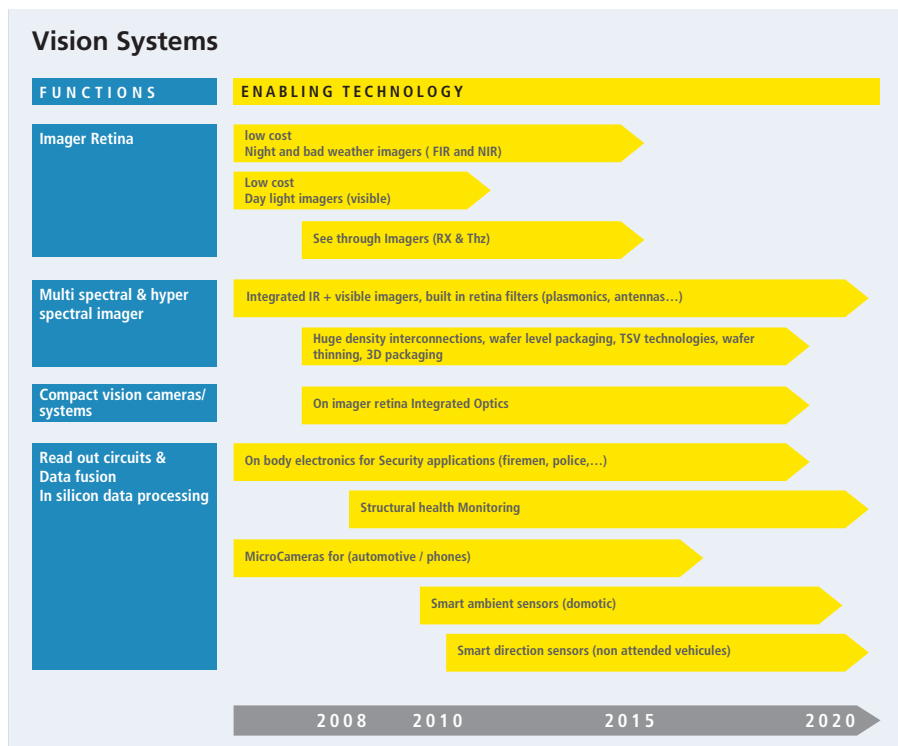 Vision Systems
FUNCTIONS
ENABLING TECHNOLOGY
Imager Retina
low cost
Night and bad weather imagers ( FIR and NIR)
Low cost
Day light imagers (visible)
See through Imagers (RX & Thz)
Multi spectral & hyper
spectral imager
Integrated IR + visible imagers, built in retina filters (plasmonics, antennas…)
Huge density interconnections, wafer level packaging, TSV technologies, wafer
thinning, 3D packaging
Compact vision cameras/
systems
On imager retina Integrated Optics
Read out circuits &
Data fusion
In silicon data processing
On body electronics for Security applications (firemen, police,…)
Structural health Monitoring
MicroCameras for (automotive / phones)
Smart ambient sensors (domotic)
Smart direction sensors (non attended vehicules)
2008 2010 2015 2020